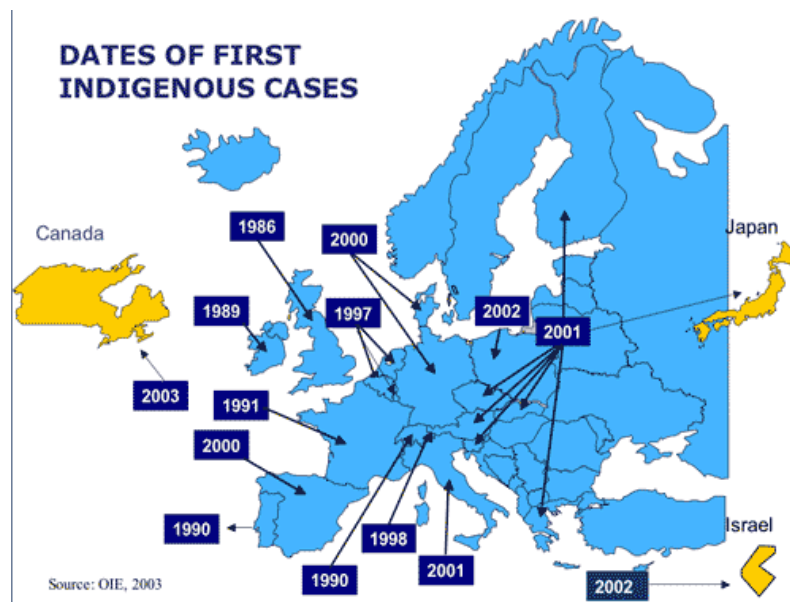 DATES OF FIRST
INDIGENOUS CASES
Canada
1986
2000
Japan
1989
1997
2002
2001
2003
1991
2000
1990
1998
1990
2001
Israel
2002
Source: OIE, 2003